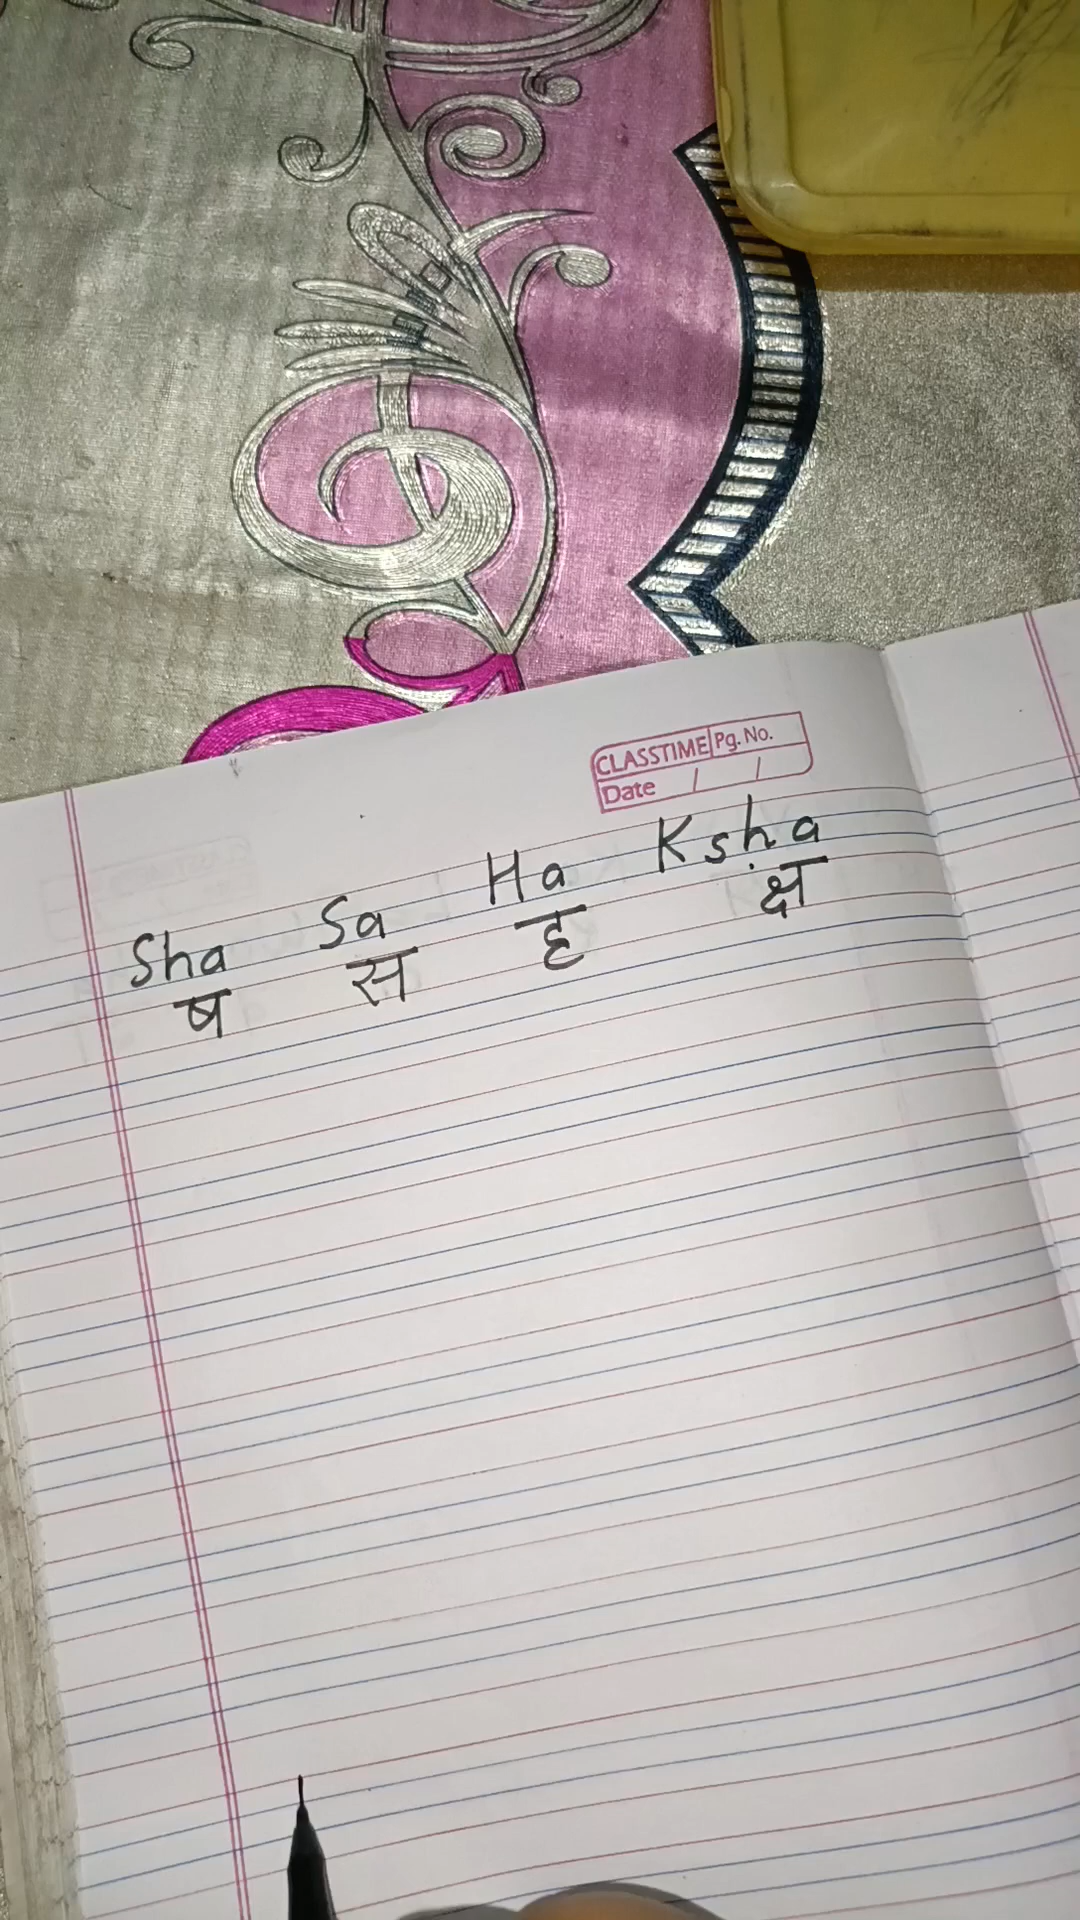 CLASSTIME Pg. No.
Date / /
Sha Sa Ha Ksha
ष स ह क्ष